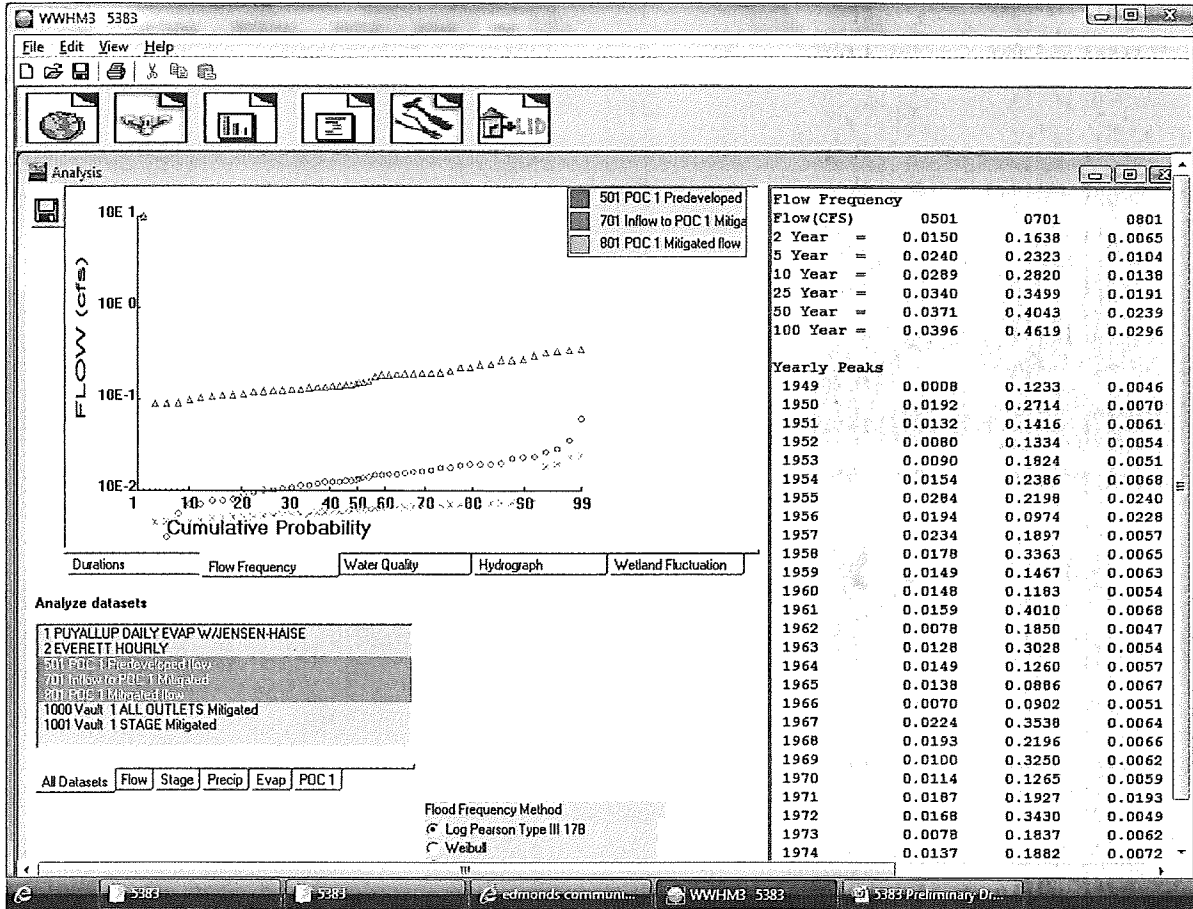 WWHM3 5383
File Edit View Help
+LID
Analysis
501 POC 1 Predeveloped
701 Inflow to POC 1 Mitiga
801 POC 1 Mitigated flow
10E 1
10E 0
10E-1
10E-2
FLOW (cfs)
1 10 20 30 40 50 60 70 80 90 99
Cumulative Probability
Durations Flow Frequency Water Quality Hydrograph Wetland Fluctuation
Analyze datasets
1 PUYALLUP DAILY EVAP W/JENSEN-HAISE
2 EVERETT HOURLY
501 POC 1 Predeveloped flow
701 Inflow to POC 1 Mitigated
801 POC 1 Mitigated flow
1000 Vault 1 ALL OUTLETS Mitigated
1001 Vault 1 STAGE Mitigated
All Datasets Flow Stage Precip Evap POC 1
Flood Frequency Method
Log Pearson Type III 17B
Weibull
Flow Frequency
Flow(CFS) 0501 0701 0801
2 Year = 0.0150 0.1638 0.0065
5 Year = 0.0240 0.2323 0.0104
10 Year = 0.0289 0.2820 0.0138
25 Year = 0.0340 0.3499 0.0191
50 Year = 0.0371 0.4043 0.0239
100 Year = 0.0396 0.4619 0.0296
Yearly Peaks
1949 0.0008 0.1233 0.0046
1950 0.0192 0.2714 0.0070
1951 0.0132 0.1416 0.0061
1952 0.0080 0.1334 0.0054
1953 0.0090 0.1824 0.0051
1954 0.0154 0.2386 0.0068
1955 0.0284 0.2198 0.0240
1956 0.0194 0.0974 0.0228
1957 0.0234 0.1897 0.0057
1958 0.0178 0.3363 0.0065
1959 0.0149 0.1467 0.0063
1960 0.0148 0.1183 0.0054
1961 0.0159 0.4010 0.0068
1962 0.0078 0.1850 0.0047
1963 0.0128 0.3028 0.0054
1964 0.0149 0.1260 0.0057
1965 0.0138 0.0886 0.0067
1966 0.0070 0.0902 0.0051
1967 0.0224 0.3538 0.0064
1968 0.0193 0.2196 0.0066
1969 0.0100 0.3250 0.0062
1970 0.0114 0.1265 0.0059
1971 0.0187 0.1927 0.0193
1972 0.0168 0.3430 0.0049
1973 0.0078 0.1837 0.0062
1974 0.0137 0.1882 0.0072
5383 5383 edmonds communi... WWHM3 5383 5383 Preliminary Dr...